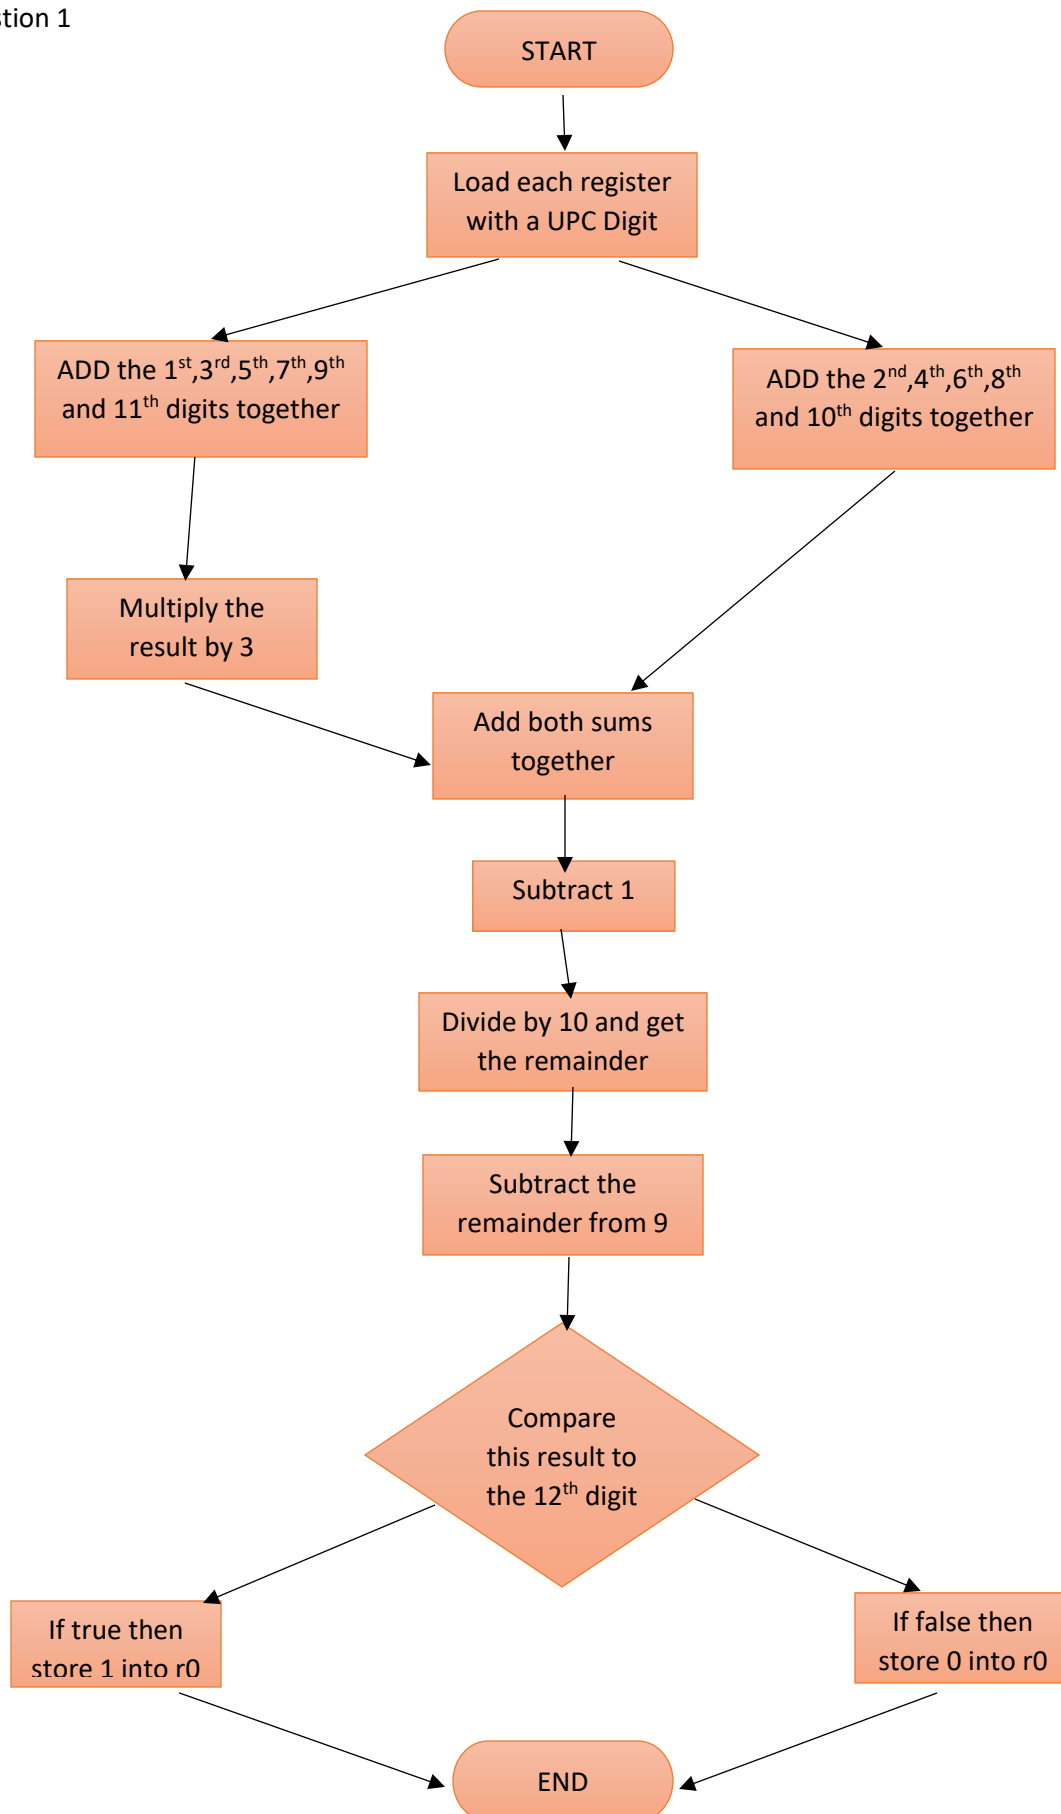 stion 1
START
Load each register
with a UPC Digit
ADD the 1st,3rd,5th,7th,9th
and 11th digits together
ADD the 2nd,4th,6th,8th
and 10th digits together
Multiply the
result by 3
Add both sums
together
Subtract 1
Divide by 10 and get
the remainder
Subtract the
remainder from 9
Compare
this result to
the 12th digit
If true then
store 1 into r0
If false then
store 0 into r0
END